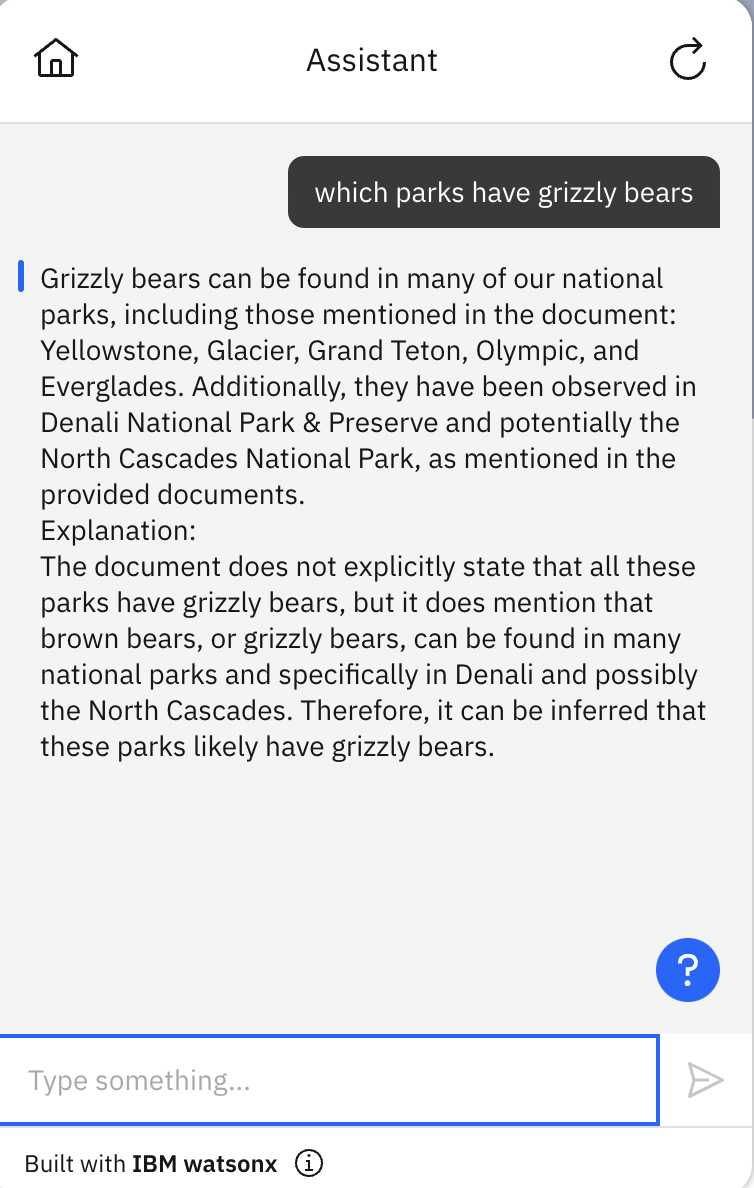 Assistant
which parks have grizzly bears
Grizzly bears can be found in many of our national
parks, including those mentioned in the document:
Yellowstone, Glacier, Grand Teton, Olympic, and
Everglades. Additionally, they have been observed in
Denali National Park & Preserve and potentially the
North Cascades National Park, as mentioned in the
provided documents.
Explanation:
The document does not explicitly state that all these
parks have grizzly bears, but it does mention that
brown bears, or grizzly bears, can be found in many
national parks and specifically in Denali and possibly
the North Cascades. Therefore, it can be inferred that
these parks likely have grizzly bears.
?
Type something...
Built with IBM watsonx